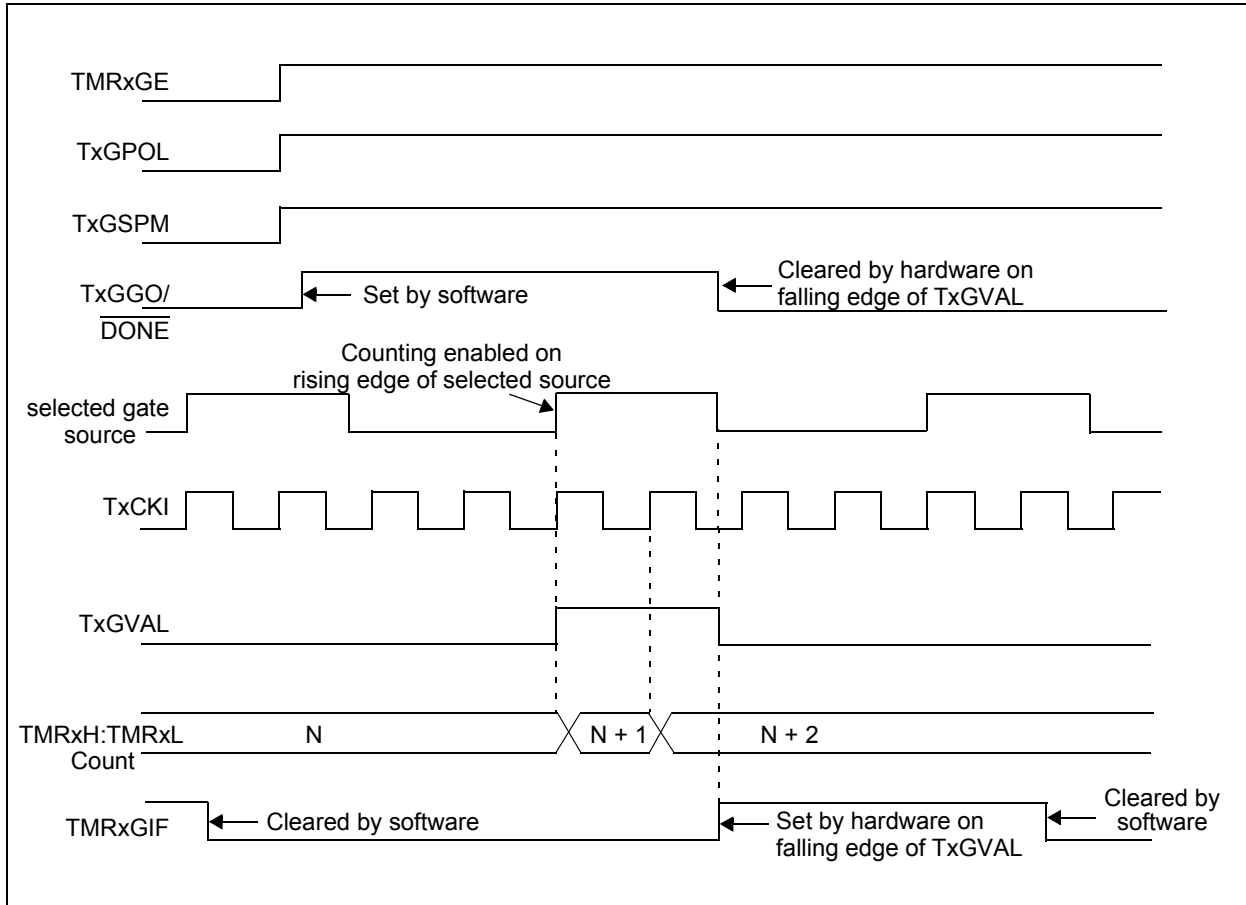 TMRxGE
TxGPOL
TxGSPM
TxGGO/
DONE
Set by software
Cleared by hardware on
falling edge of TxGVAL
Counting enabled on
rising edge of selected source
selected gate
source
TxCKI
TxGVAL
TMRxH:TMRxL
Count
N
N + 1
N + 2
TMRxGIF
Cleared by software
Set by hardware on
falling edge of TxGVAL
Cleared by
software